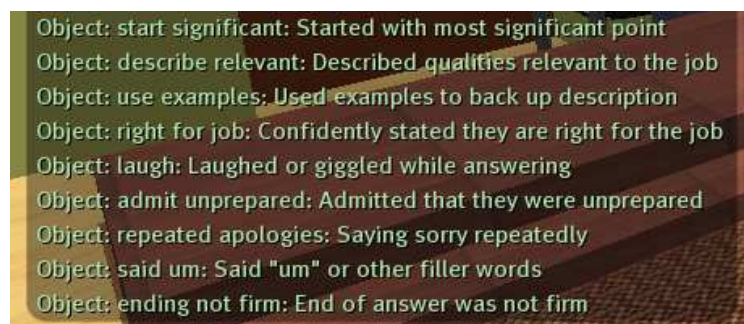 Object: start significant: Started with most significant point
Object: describe relevant: Described qualities relevant to the job
Object: use examples: Used examples to back up description
Object: right for job: Confidently stated they are right for the job
Object: laugh: Laughed or giggled while answering
Object: admit unprepared: Admitted that they were unprepared
Object: repeated apologies: Saying sorry repeatedly
Object: said um: Said "um" or other filler words
Object: ending not firm: End of answer was not firm